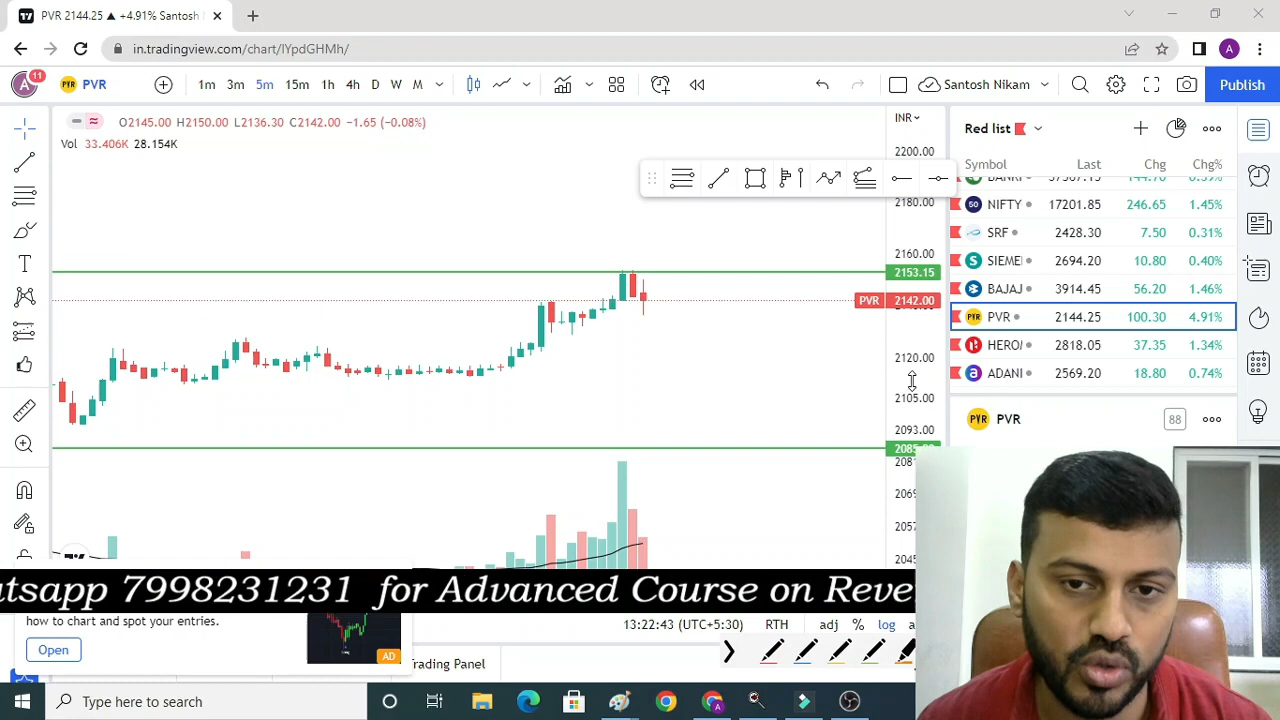 PVR 2144.25 ▲ +4.91% Santosh
in.tradingview.com/chart/IYpdGHMh/
A
A 11 PVR 1m 3m 5m 15m 1h 4h D W M Santosh Nikam Publish
O2145.00 H2150.00 L2136.30 C2142.00 −1.65 (−0.08%)
Vol 33.406K 28.154K
INR
2200.00
2180.00
2160.00
2153.15
PVR 2142.00
2120.00
2105.00
2093.00
Red list
Symbol Last Chg Chg%
50 NIFTY 17201.85 246.65 1.45%
SRF 2428.30 7.50 0.31%
S SIEME 2694.20 10.80 0.40%
BAJAJ 3914.45 56.20 1.46%
PVR PVR 2144.25 100.30 4.91%
HERO 2818.05 37.35 1.34%
a ADANI 2569.20 18.80 0.74%
PVR PVR 88
atsapp 7998231231 for Advanced Course on Reve
how to chart and spot your entries.
Open
AD
13:22:43 (UTC+5:30) RTH adj % log
Trading Panel
Type here to search